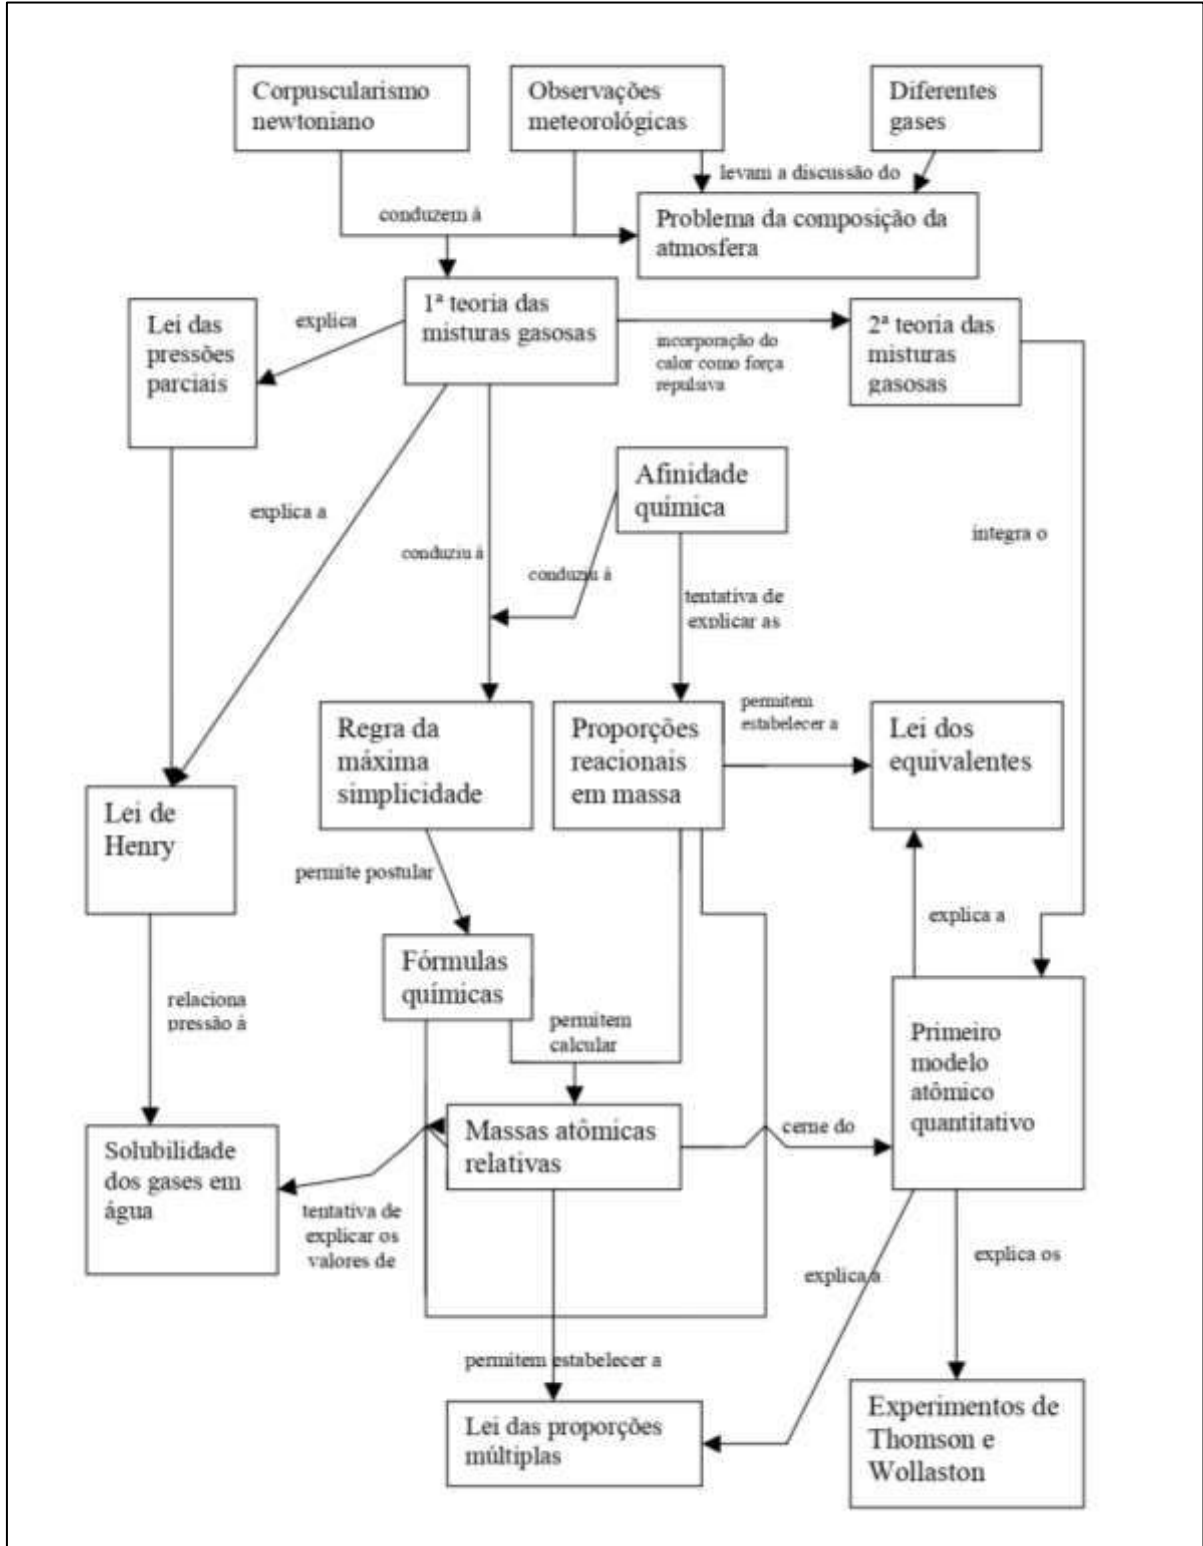 Corpuscularismo
newtoniano
Observações
meteorológicas
Diferentes
gases
levam a discussão do
conduzem á
Problema da composição da
atmosfera
Lei das
pressões
parciais
explica
1ª teoria das
misturas gasosas
incorporação do
calor como força
repulsiva
2ª teoria das
misturas
gasosas
Afinidade
química
explica a
conduziu á
conduziu á
tentativa de
explicar as
integra o
Regra da
máxima
simplicidade
Proporções
reacionais
em massa
permitem
estabelecer a
Lei dos
equivalentes
Lei de
Henry
permite postular
explica a
Fórmulas
químicas
relaciona
pressão á
permitem
calcular
Primeiro
modelo
atômico
quantitativo
Solubilidade
dos gases em
água
Massas atômicas
relativas
cerne do
tentativa de
explicar os
valores de
explica a
explica os
permitem estabelecer a
Lei das proporções
múltiplas
Experimentos de
Thomson e
Wollaston